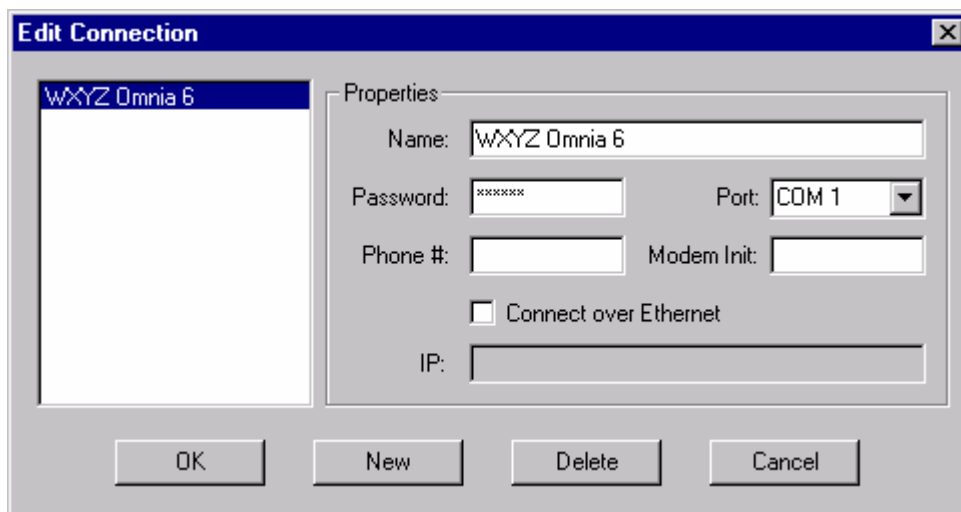 Edit Connection
WXYZ Omnia 6
Properties
Name: WXYZ Omnia 6
Password: ****** Port: COM 1
Phone #: Modem Init:
Connect over Ethernet
IP:
OK New Delete Cancel